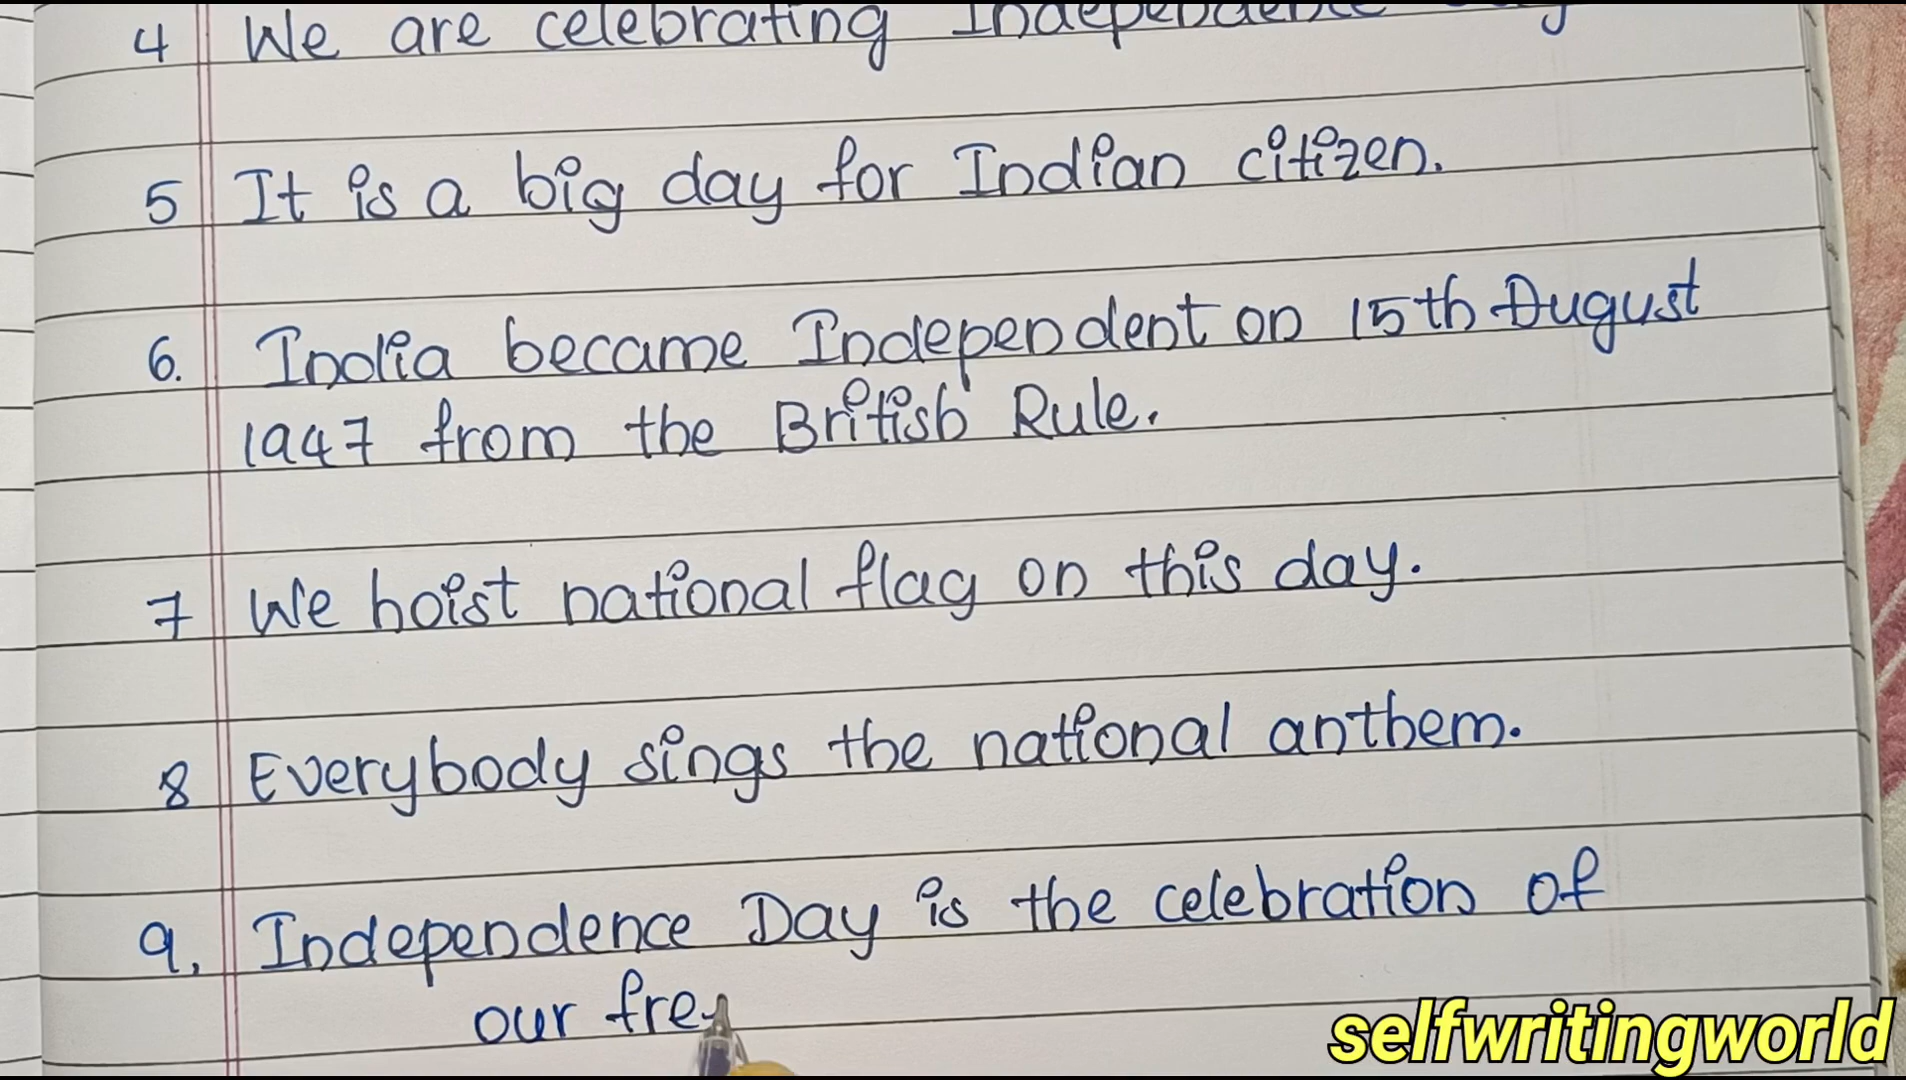 4 We are celebrating Independence Day
5 It is a big day for Indian citizen.
6. India became Independent on 15th August
1947 from the British Rule.
7 We hoist national flag on this day.
8 Everybody sings the national anthem.
9. Independence Day is the celebration of
our fre
selfwritingworld